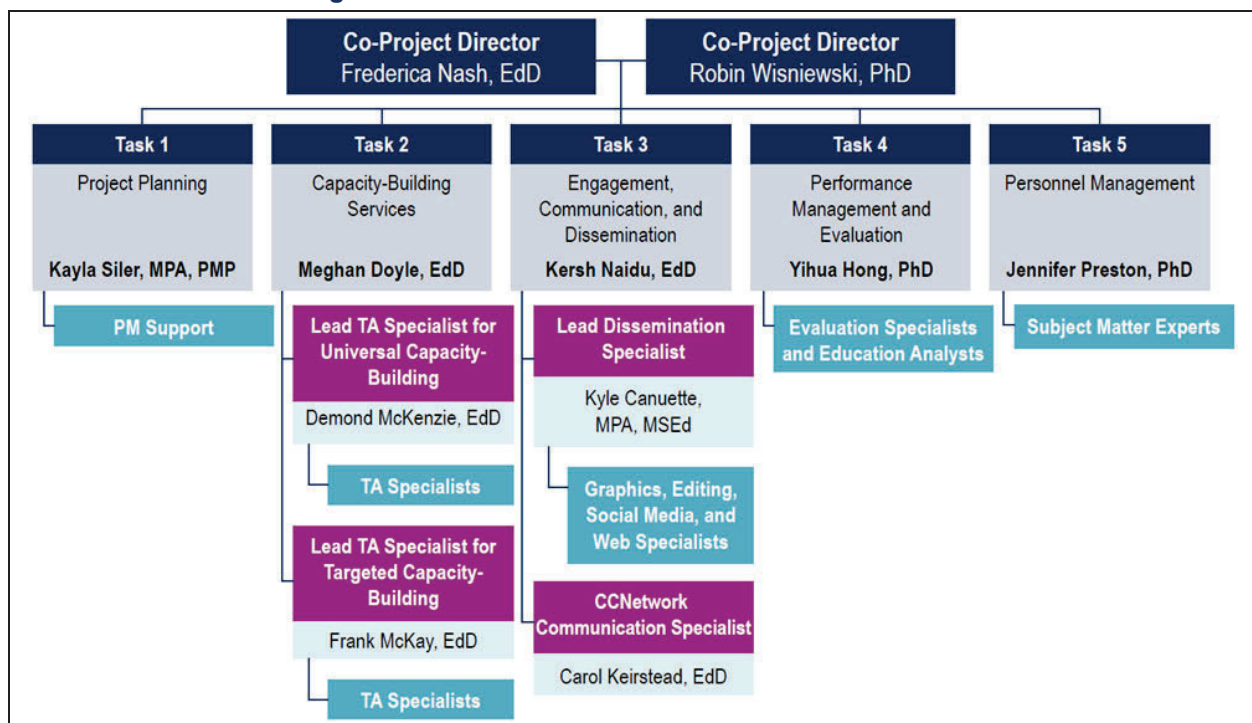 Co-Project Director
Frederica Nash, EdD
Co-Project Director
Robin Wisniewski, PhD
Task 1
Project Planning
Kayla Siler, MPA, PMP
PM Support
Task 2
Capacity-Building
Services
Meghan Doyle, EdD
Lead TA Specialist for
Universal Capacity-
Building
Demond McKenzie, EdD
TA Specialists
Lead TA Specialist for
Targeted Capacity-
Building
Frank McKay, EdD
TA Specialists
Task 3
Engagement,
Communication, and
Dissemination
Kersh Naidu, EdD
Lead Dissemination
Specialist
Kyle Canuette,
MPA, MSEd
Graphics, Editing,
Social Media, and
Web Specialists
CCNetwork
Communication Specialist
Carol Keirstead, EdD
Task 4
Performance
Management and
Evaluation
Yihua Hong, PhD
Evaluation Specialists
and Education Analysts
Task 5
Personnel Management
Jennifer Preston, PhD
Subject Matter Experts